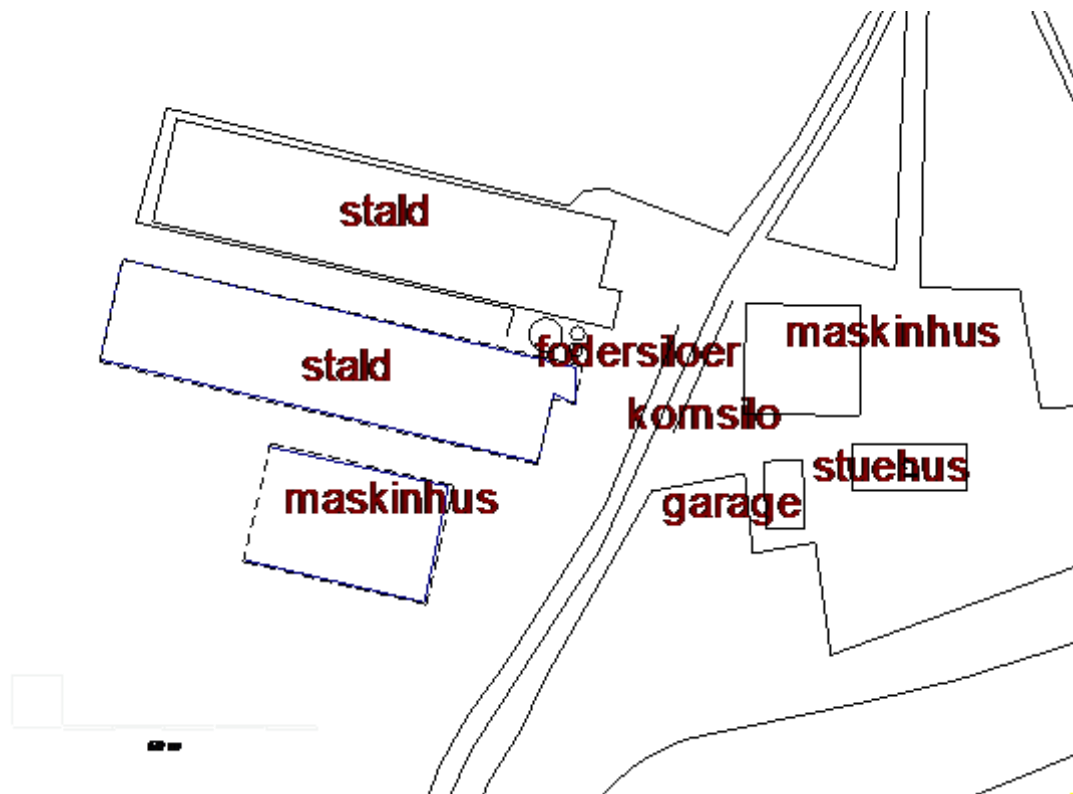 stald
maskinhus
fodersiloer
stald
kornsilo
stuehus
maskinhus
garage